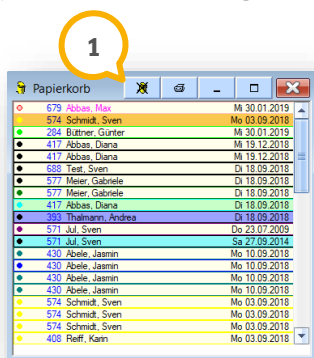 1
Papierkorb
679 Abbas, Max Mi 30.01.2019
574 Schmidt, Sven Mo 03.09.2018
284 Büttner, Günter Mi 30.01.2019
417 Abbas, Diana Mi 19.12.2018
417 Abbas, Diana Mi 19.12.2018
688 Test, Sven Di 18.09.2018
577 Meier, Gabriele Di 18.09.2018
577 Meier, Gabriele Di 18.09.2018
417 Abbas, Diana Di 18.09.2018
393 Thalmann, Andrea Di 18.09.2018
571 Jul, Sven Do 23.07.2009
571 Jul, Sven Sa 27.09.2014
430 Abele, Jasmin Mo 10.09.2018
430 Abele, Jasmin Mo 10.09.2018
430 Abele, Jasmin Mo 10.09.2018
430 Abele, Jasmin Mo 10.09.2018
574 Schmidt, Sven Mo 03.09.2018
574 Schmidt, Sven Mo 03.09.2018
574 Schmidt, Sven Mo 03.09.2018
408 Reiff, Karin Mo 03.09.2018